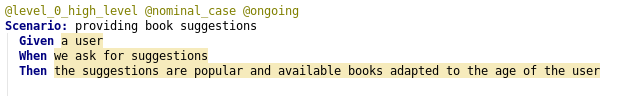 @level_0_high_level @nominal_case @ongoing
Scenario: providing book suggestions
Given a user
When we ask for suggestions
Then the suggestions are popular and available books adapted to the age of the user